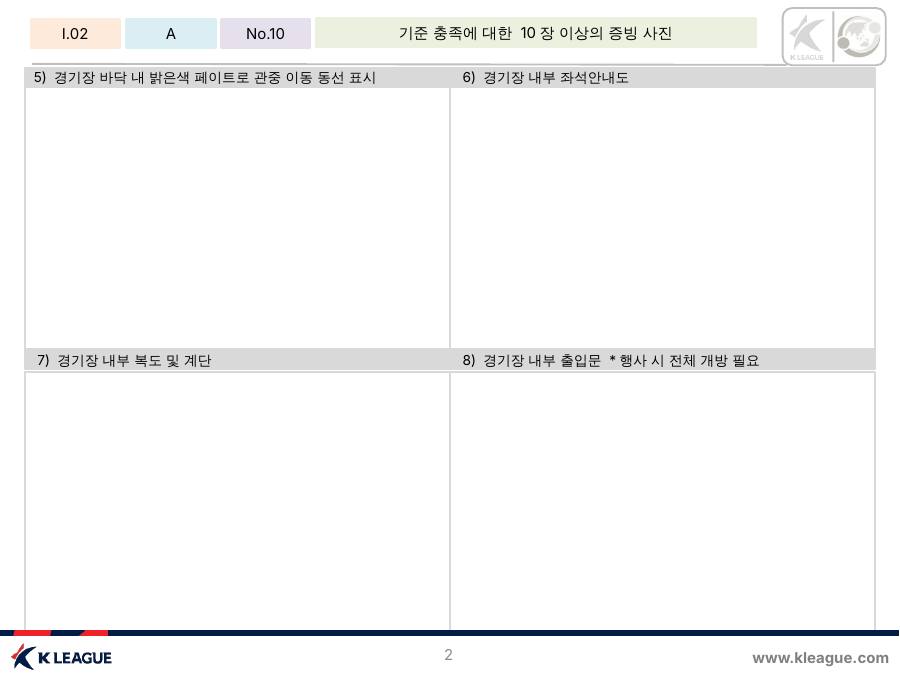 I.02
A
No.10
기준 충족에 대한 10 장 이상의 증빙 사진
K LEAGUE
5) 경기장 바닥 내 밝은색 페이트로 관중 이동 동선 표시
6) 경기장 내부 좌석안내도
7) 경기장 내부 복도 및 계단
8) 경기장 내부 출입문 * 행사 시 전체 개방 필요
K LEAGUE
2
www.kleague.com